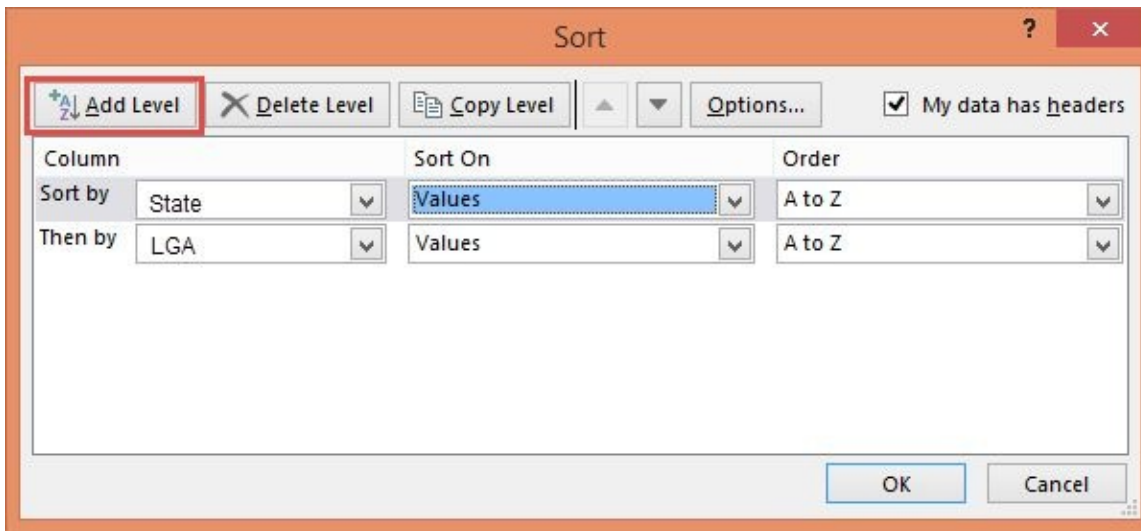 Sort
Add Level Delete Level Copy Level Options... My data has headers
Column Sort On Order
Sort by State Values A to Z
Then by LGA Values A to Z
OK Cancel